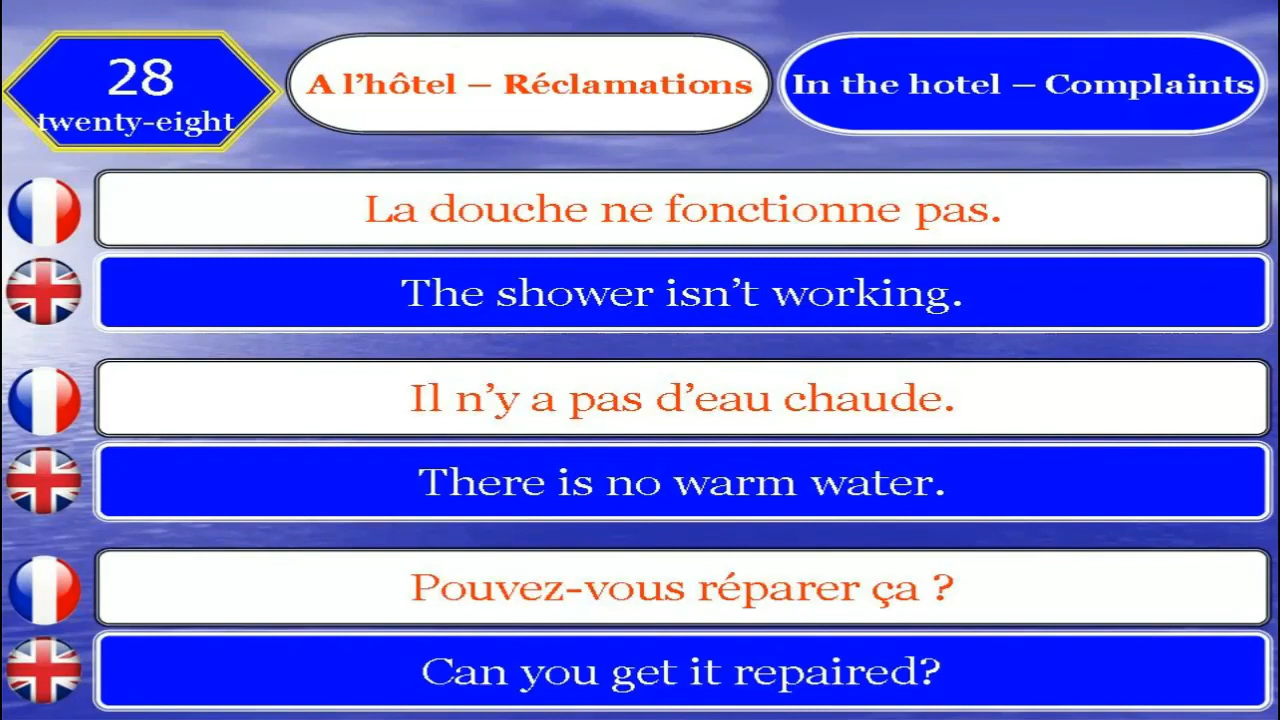 28
twenty-eight
A l’hôtel – Réclamations
In the hotel – Complaints
La douche ne fonctionne pas.
The shower isn’t working.
Il n’y a pas d’eau chaude.
There is no warm water.
Pouvez-vous réparer ça ?
Can you get it repaired?